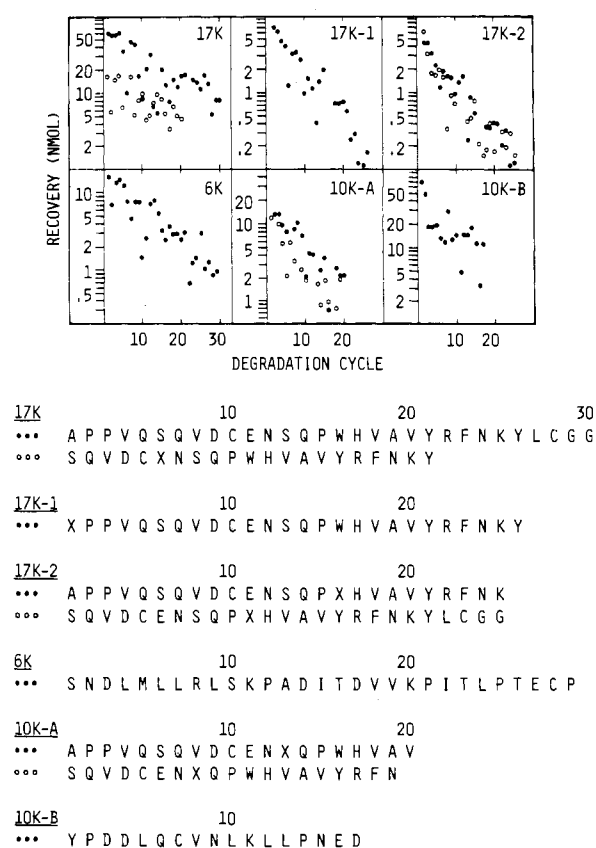 RECOVERY (NMOL)
17K
50
20
10
5
2
17K-1
5
2
1
.5
.2
17K-2
5
2
1
.5
.2
6K
10
5
2
1
.5
10K-A
20
10
5
2
1
10K-B
50
20
10
5
2
10 20 30 10 20 10 20
DEGRADATION CYCLE
17K 10 20 30
A P P V Q S Q V D C E N S Q P W H V A V Y R F N K Y L C G G
S Q V D C X N S Q P W H V A V Y R F N K Y
17K-1 10 20
X P P V Q S Q V D C E N S Q P W H V A V Y R F N K Y
17K-2 10 20
A P P V Q S Q V D C E N S Q P X H V A V Y R F N K
S Q V D C E N S Q P X H V A V Y R F N K Y L C G G
6K 10 20
S N D L M L L R L S K P A D I T D V V K P I T L P T E C P
10K-A 10 20
A P P V Q S Q V D C E N X Q P W H V A V
S Q V D C E N X Q P W H V A V Y R F N
10K-B 10
Y P D D L Q C V N L K L L P N E D